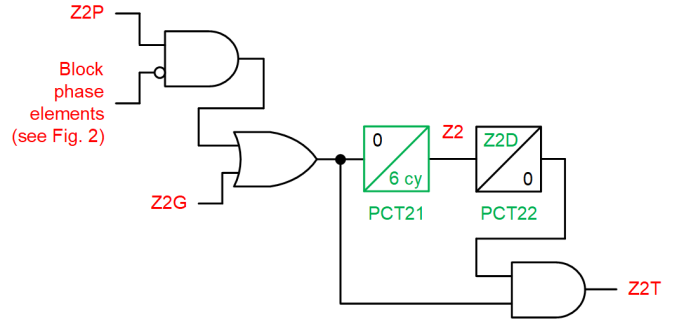 Z2P
Block
phase
elements
(see Fig. 2)
Z2G
0
6 cy
PCT21
Z2
Z2D
0
PCT22
Z2T